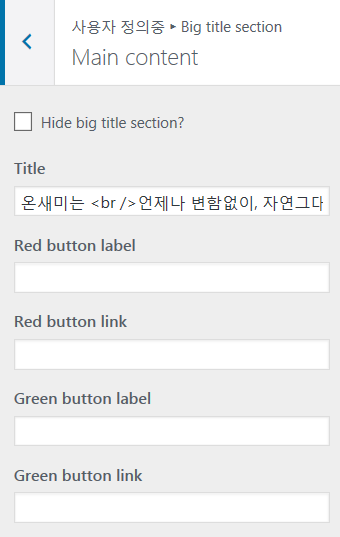 사용자 정의중 ▸ Big title section
Main content
Hide big title section?
Title
온새미는 <br />언제나 변함없이, 자연그대
Red button label
Red button link
Green button label
Green button link